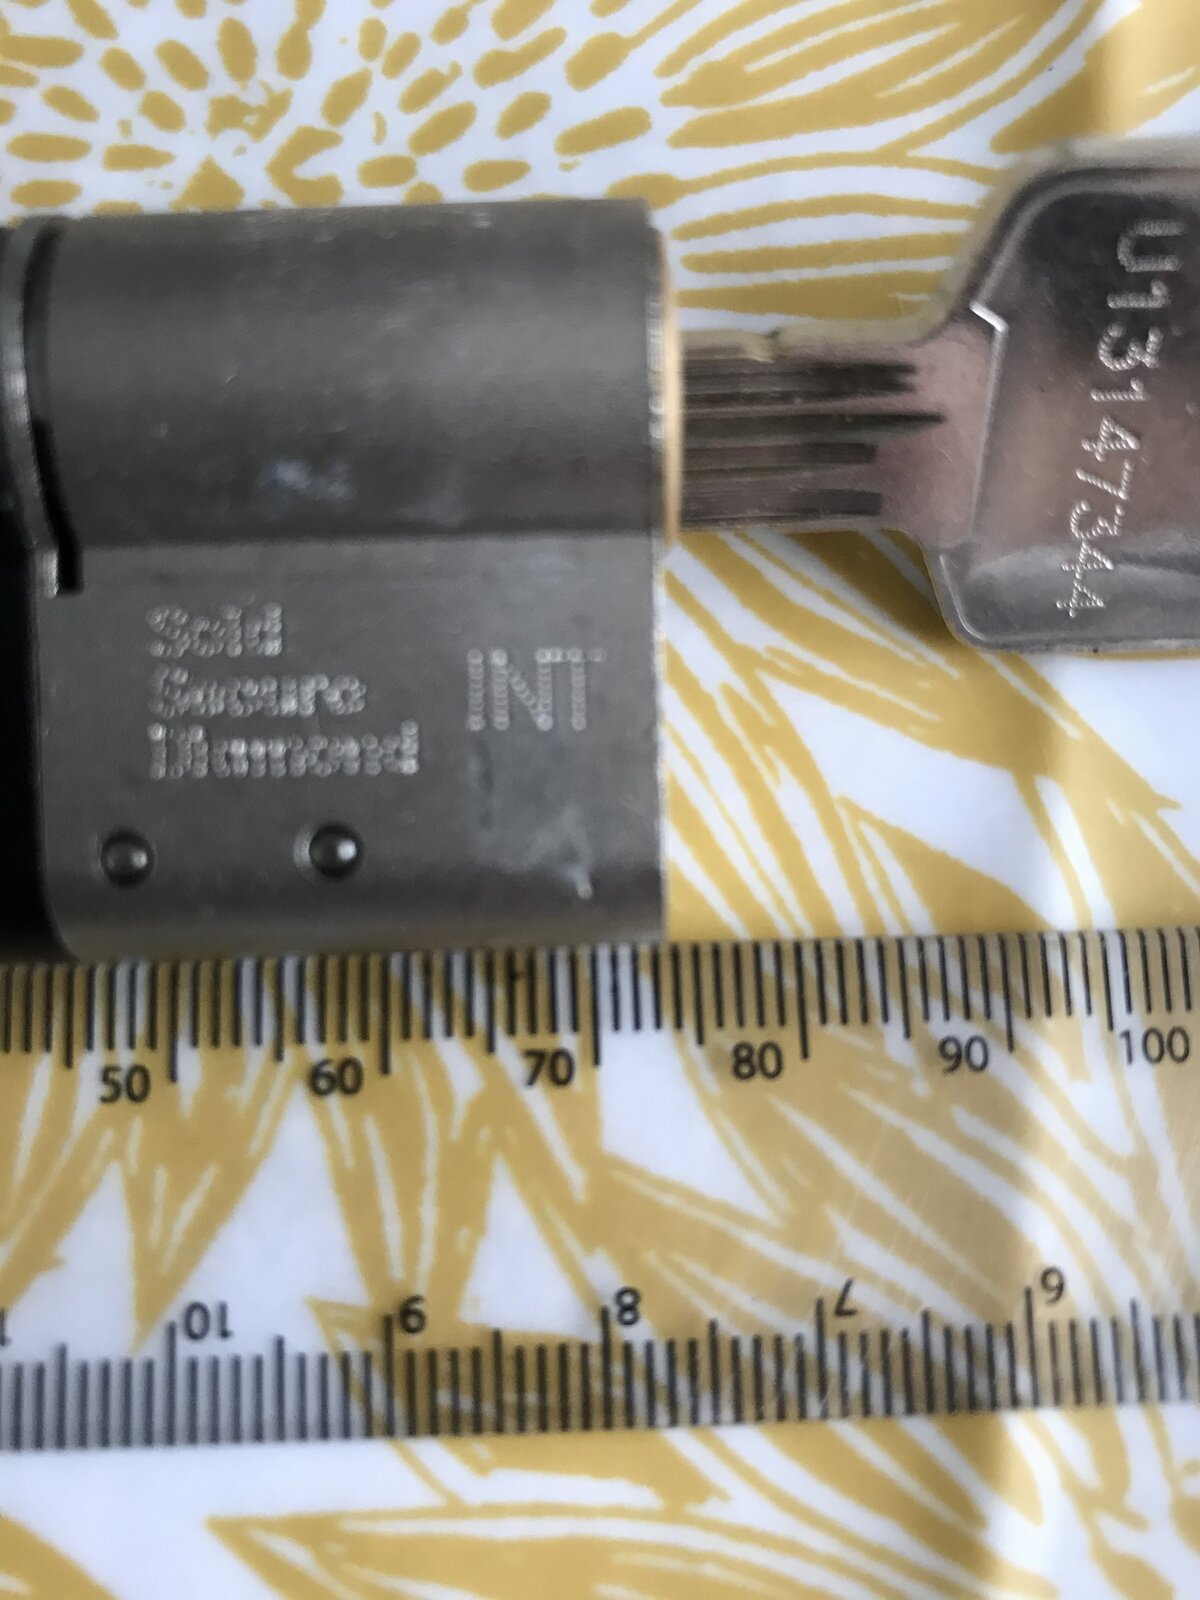 U1314734
Sold
Secure
Diamond
INT
50 60 70 80 90 100
10 9 8 7 6